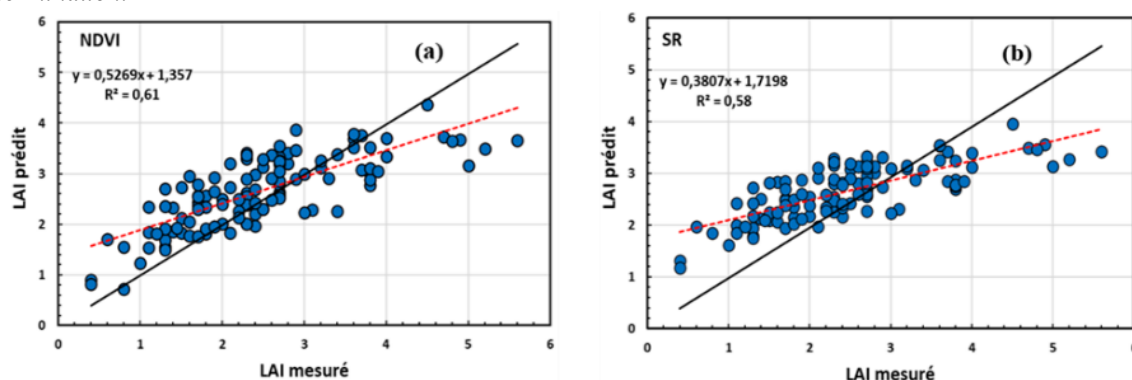 NDVI
(a)
y = 0,5269x + 1,357
R² = 0,61
LAI prédit
6
5
4
3
2
1
0
0 1 2 3 4 5 6
LAI mesuré
SR
(b)
y = 0,3807x + 1,7198
R² = 0,58
LAI prédit
6
5
4
3
2
1
0
0 1 2 3 4 5 6
LAI mesuré